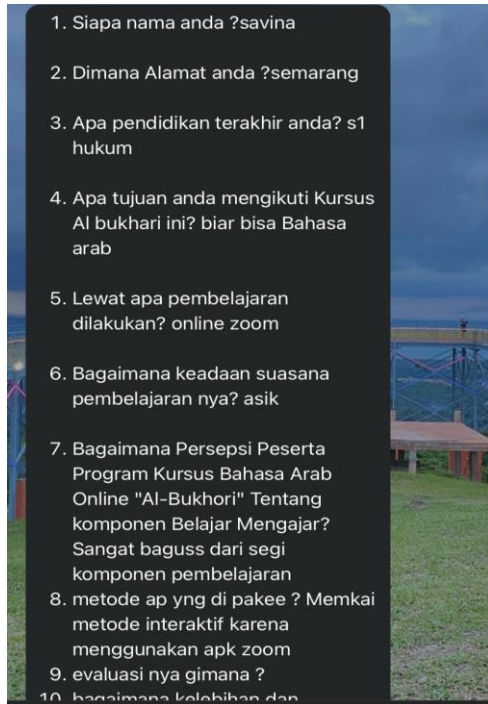 1. Siapa nama anda ?savina
2. Dimana Alamat anda ?semarang
3. Apa pendidikan terakhir anda? s1
hukum
4. Apa tujuan anda mengikuti Kursus
Al bukhari ini? biar bisa Bahasa
arab
5. Lewat apa pembelajaran
dilakukan? online zoom
6. Bagaimana keadaan suasana
pembelajaran nya? asik
7. Bagaimana Persepsi Peserta
Program Kursus Bahasa Arab
Online "Al-Bukhori" Tentang
komponen Belajar Mengajar?
Sangat baguss dari segi
komponen pembelajaran
8. metode ap yng di pakee ? Memkai
metode interaktif karena
menggunakan apk zoom
9. evaluasi nya gimana ?
10. bagaimana kelebihan dan